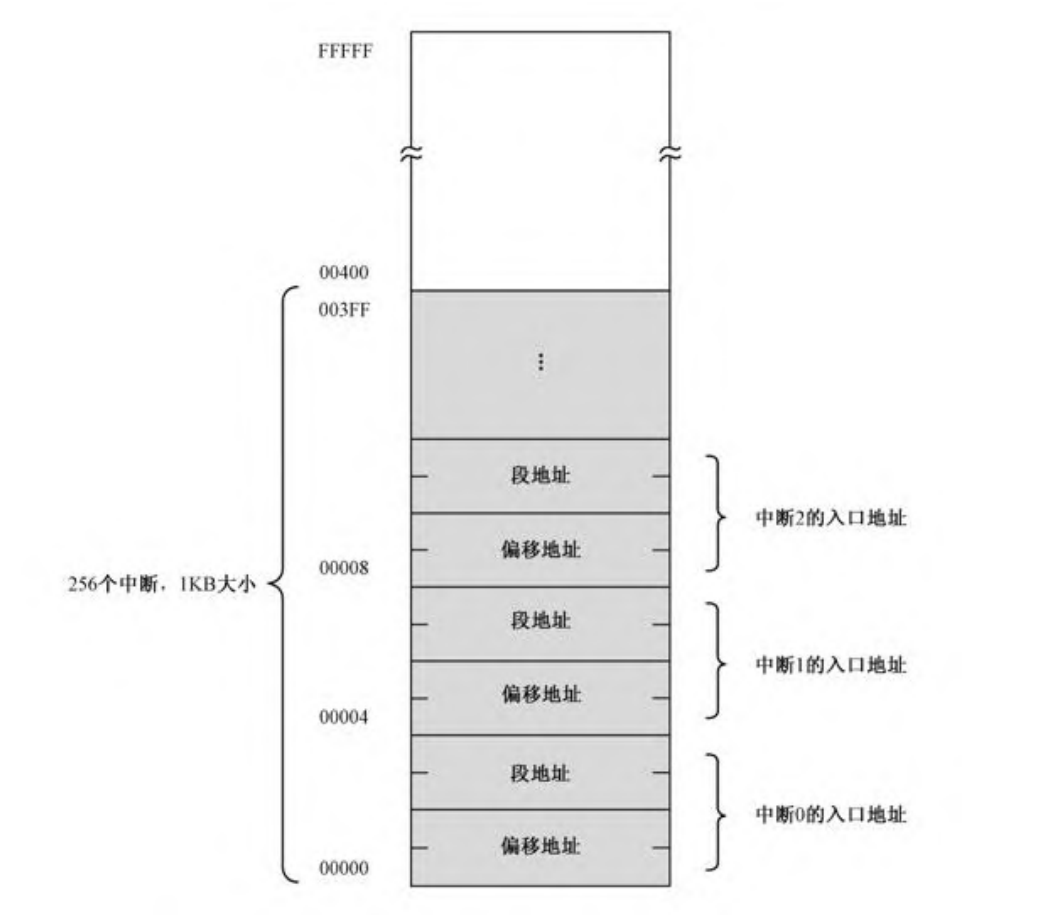 FFFFF
00400
003FF
⋮
段地址
中断2的入口地址
偏移地址
00008
256个中断，1KB大小
段地址
中断1的入口地址
偏移地址
00004
段地址
中断0的入口地址
偏移地址
00000